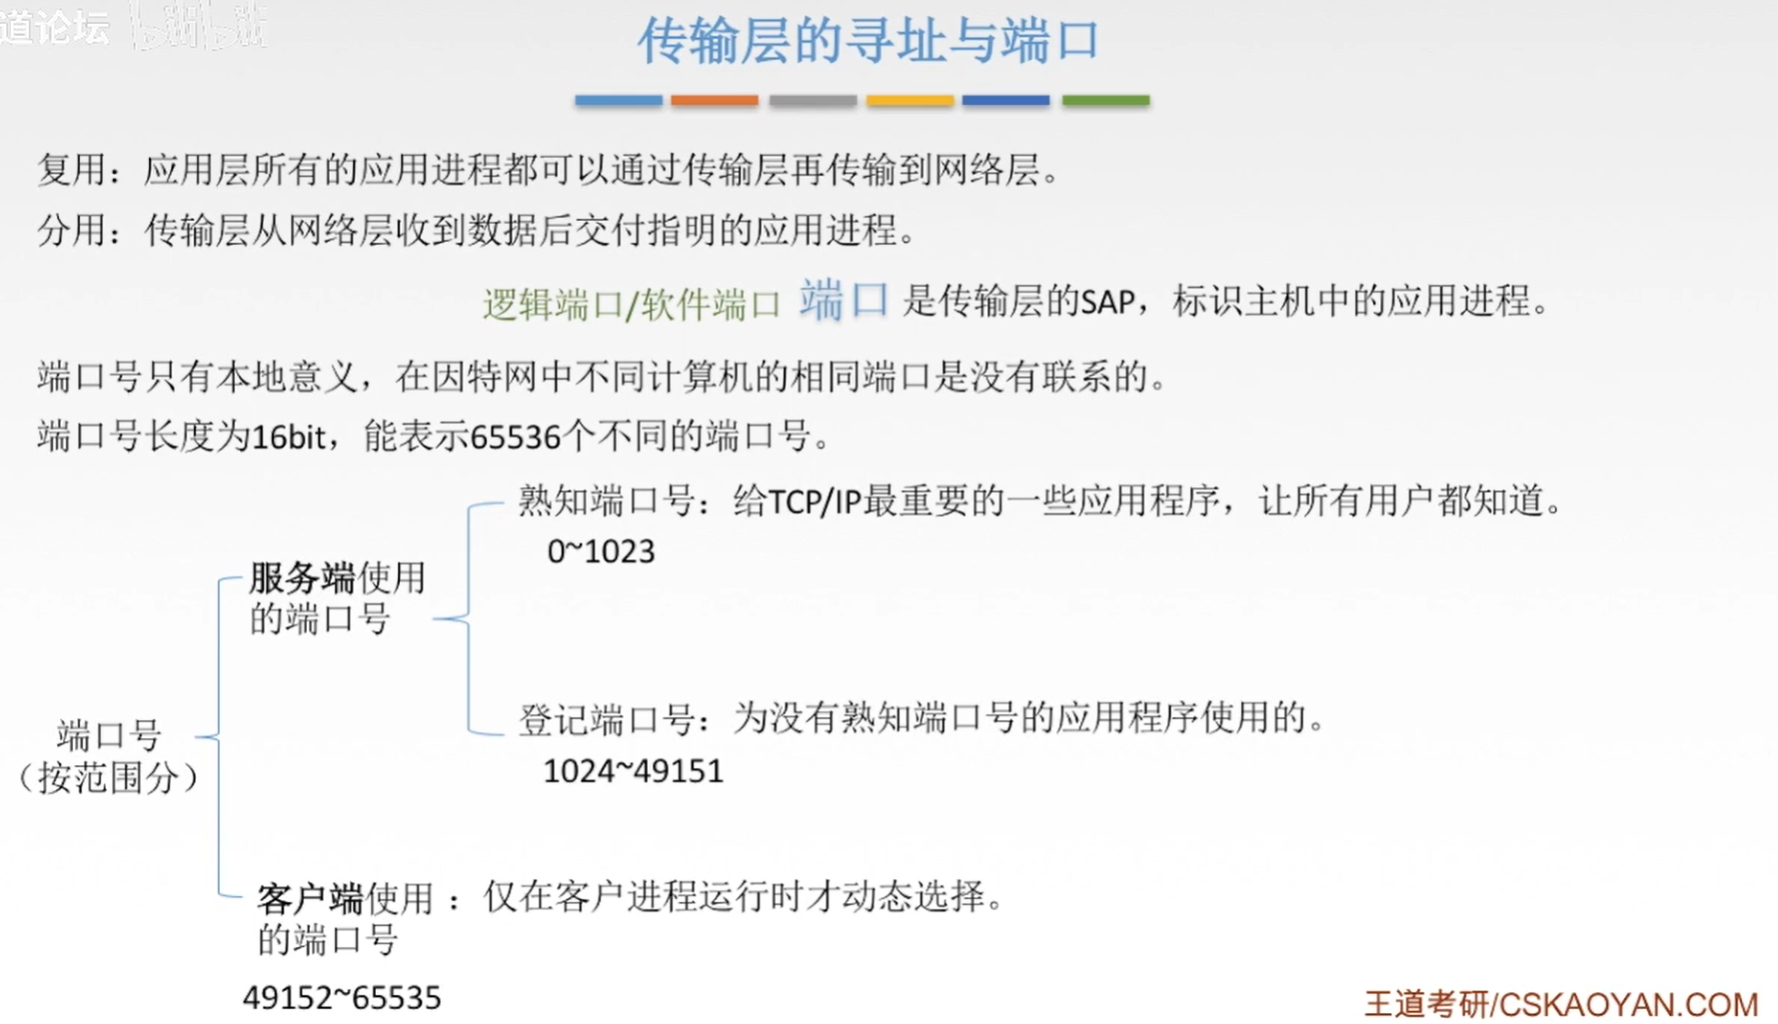 道论坛 bilibili
传输层的寻址与端口
复用：应用层所有的应用进程都可以通过传输层再传输到网络层。
分用：传输层从网络层收到数据后交付指明的应用进程。
逻辑端口/软件端口 端口 是传输层的SAP，标识主机中的应用进程。
端口号只有本地意义，在因特网中不同计算机的相同端口是没有联系的。
端口号长度为16bit，能表示65536个不同的端口号。
熟知端口号：给TCP/IP最重要的一些应用程序，让所有用户都知道。
0~1023
服务端使用
的端口号
登记端口号：为没有熟知端口号的应用程序使用的。
1024~49151
端口号
（按范围分）
客户端使用：仅在客户进程运行时才动态选择。
的端口号
49152~65535
王道考研/CSKAOYAN.COM